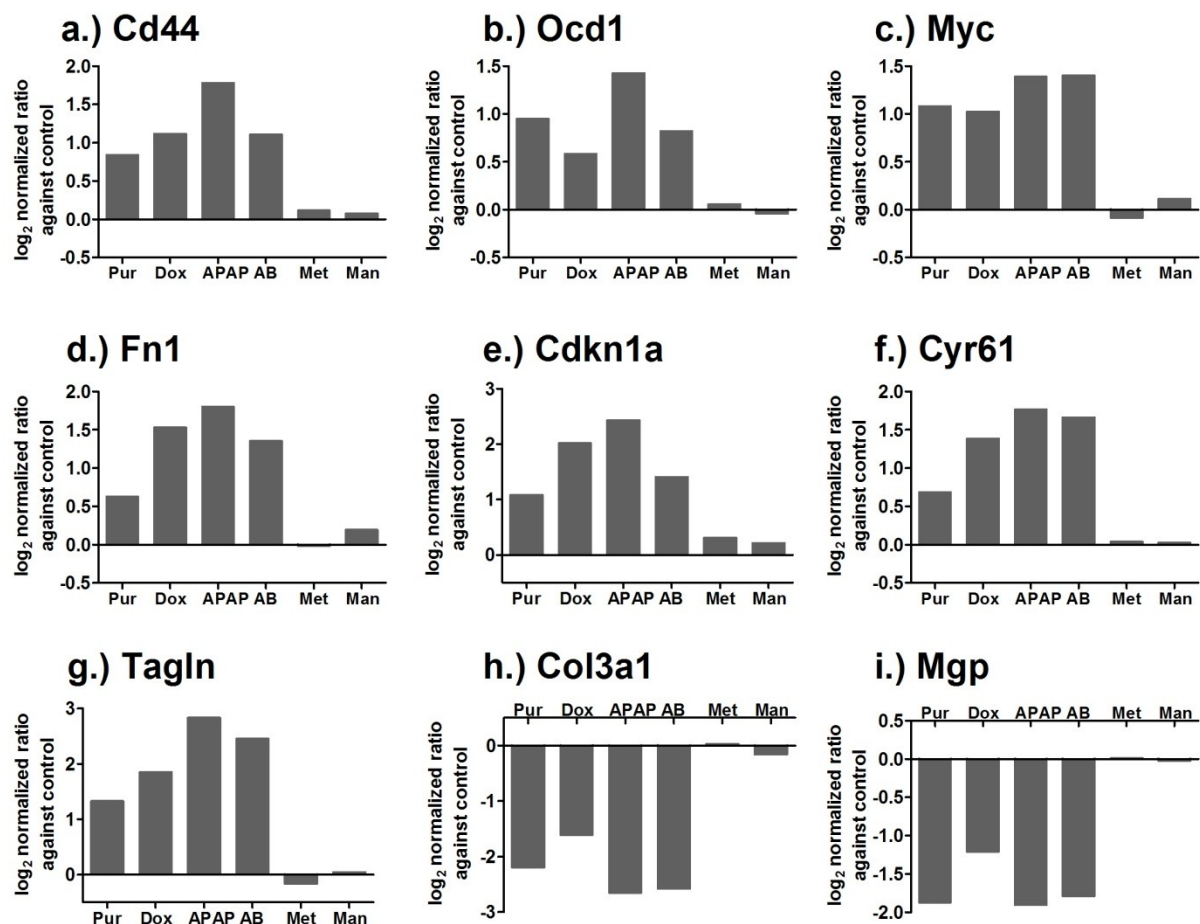 a.) Cd44
log₂ normalized ratio
against control
2.0
1.5
1.0
0.5
0.0
-0.5
Pur Dox APAP AB Met Man
b.) Ocd1
log₂ normalized ratio
against control
1.5
1.0
0.5
0.0
-0.5
Pur Dox APAP AB Met Man
c.) Myc
log₂ normalized ratio
against control
1.5
1.0
0.5
0.0
-0.5
Pur Dox APAP AB Met Man
d.) Fn1
log₂ normalized ratio
against control
2.0
1.5
1.0
0.5
0.0
-0.5
Pur Dox APAP AB Met Man
e.) Cdkn1a
log₂ normalized ratio
against control
3
2
1
0
Pur Dox APAP AB Met Man
f.) Cyr61
log₂ normalized ratio
against control
2.0
1.5
1.0
0.5
0.0
-0.5
Pur Dox APAP AB Met Man
g.) Tagln
log₂ normalized ratio
against control
3
2
1
0
Pur Dox APAP AB Met Man
h.) Col3a1
log₂ normalized ratio
against control
Pur Dox APAP AB Met Man
0
-1
-2
-3
i.) Mgp
log₂ normalized ratio
against control
Pur Dox APAP AB Met Man
0.5
0.0
-0.5
-1.0
-1.5
-2.0